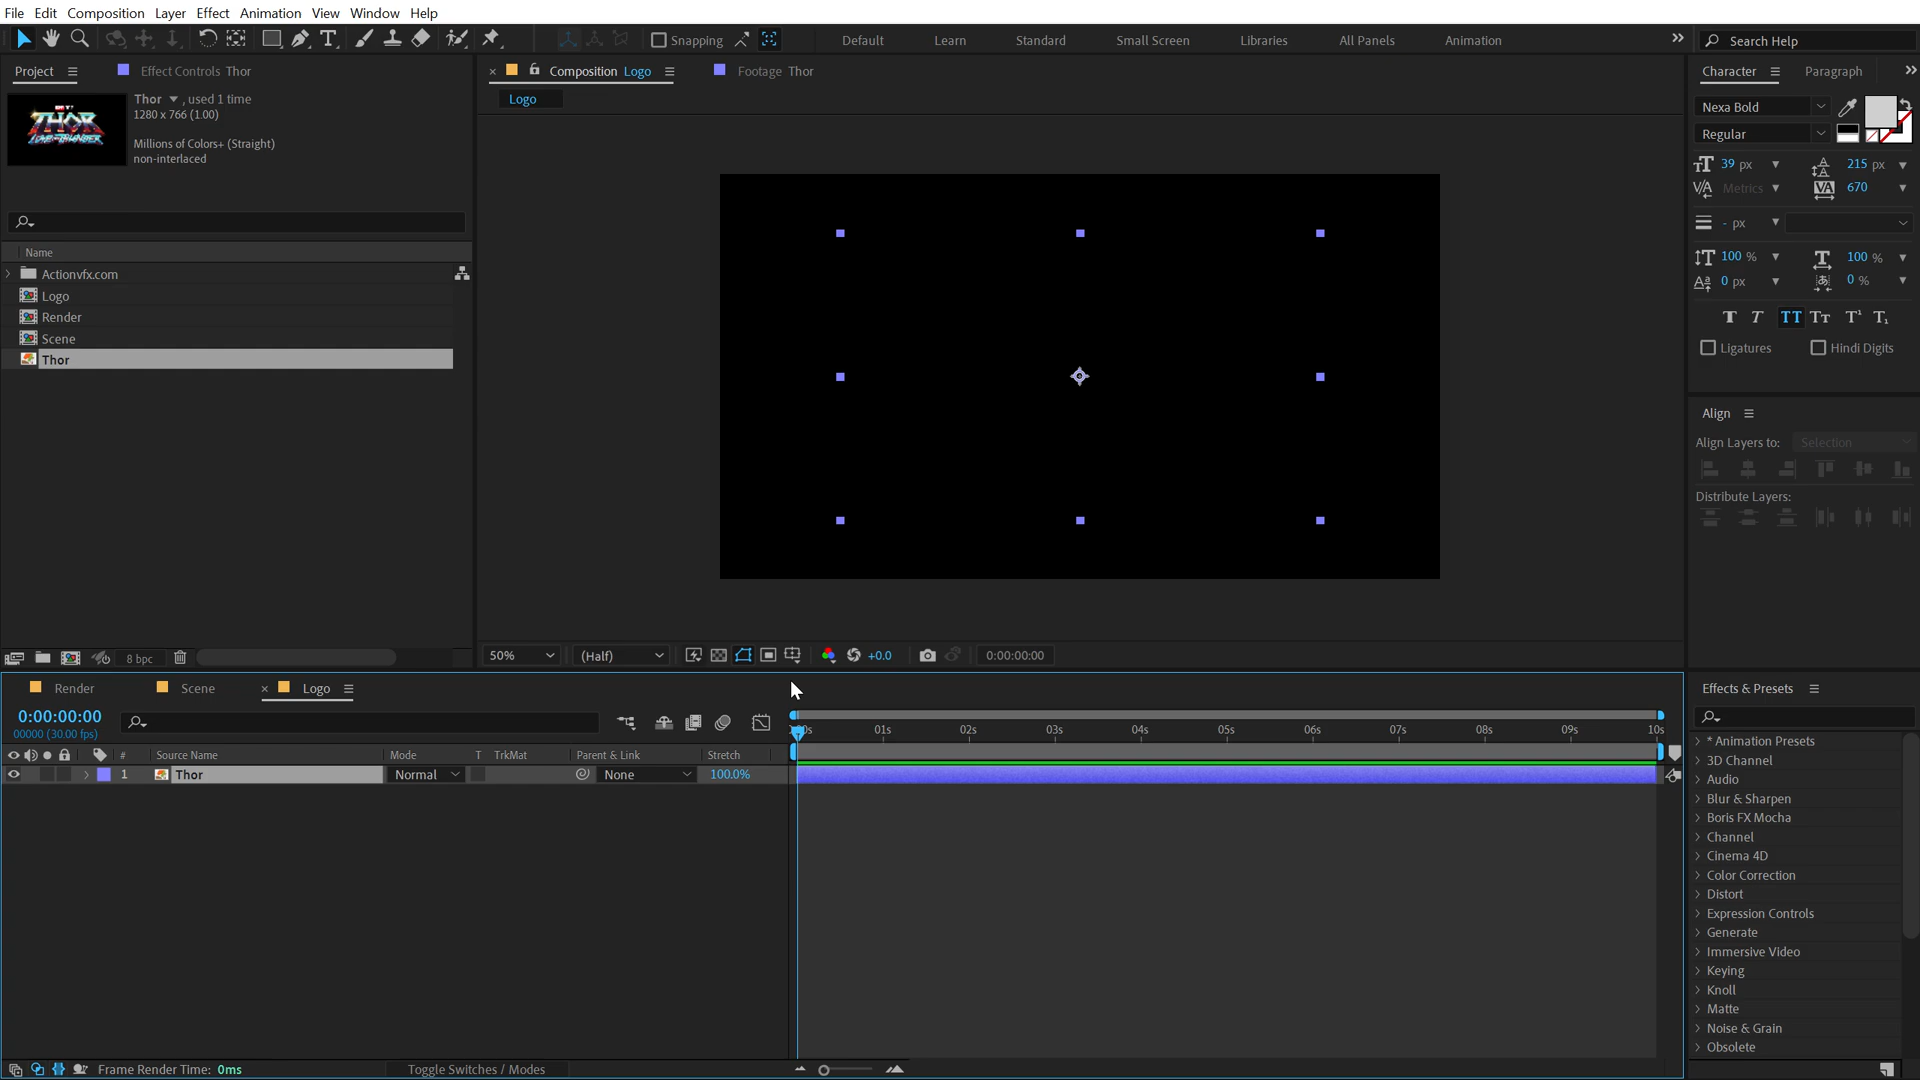 File Edit Composition Layer Effect Animation View Window Help
Snapping
Default Learn Standard Small Screen Libraries All Panels Animation
Search Help
Project
Effect Controls Thor
Composition Logo
Footage Thor
Character
Paragraph
Logo
Thor , used 1 time
1280 x 766 (1.00)
Millions of Colors+ (Straight)
non-interlaced
THOR
Nexa Bold
Regular
39 px
215 px
Metrics
670
- px
100 %
100 %
0 px
0 %
Ligatures
Hindi Digits
Name
Actionvfx.com
Logo
Render
Scene
Thor
Align
Align Layers to: Selection
Distribute Layers:
8 bpc
50%
(Half)
+0.0
0:00:00:00
Render
Scene
Logo
0:00:00:00
00000 (30.00 fps)
01s 02s 03s 04s 05s 06s 07s 08s 09s 10s
# Source Name Mode T TrkMat Parent & Link Stretch
1 Thor Normal None 100.0%
Effects & Presets
* Animation Presets
3D Channel
Audio
Blur & Sharpen
Boris FX Mocha
Channel
Cinema 4D
Color Correction
Distort
Expression Controls
Generate
Immersive Video
Keying
Knoll
Matte
Noise & Grain
Obsolete
Frame Render Time: 0ms
Toggle Switches / Modes